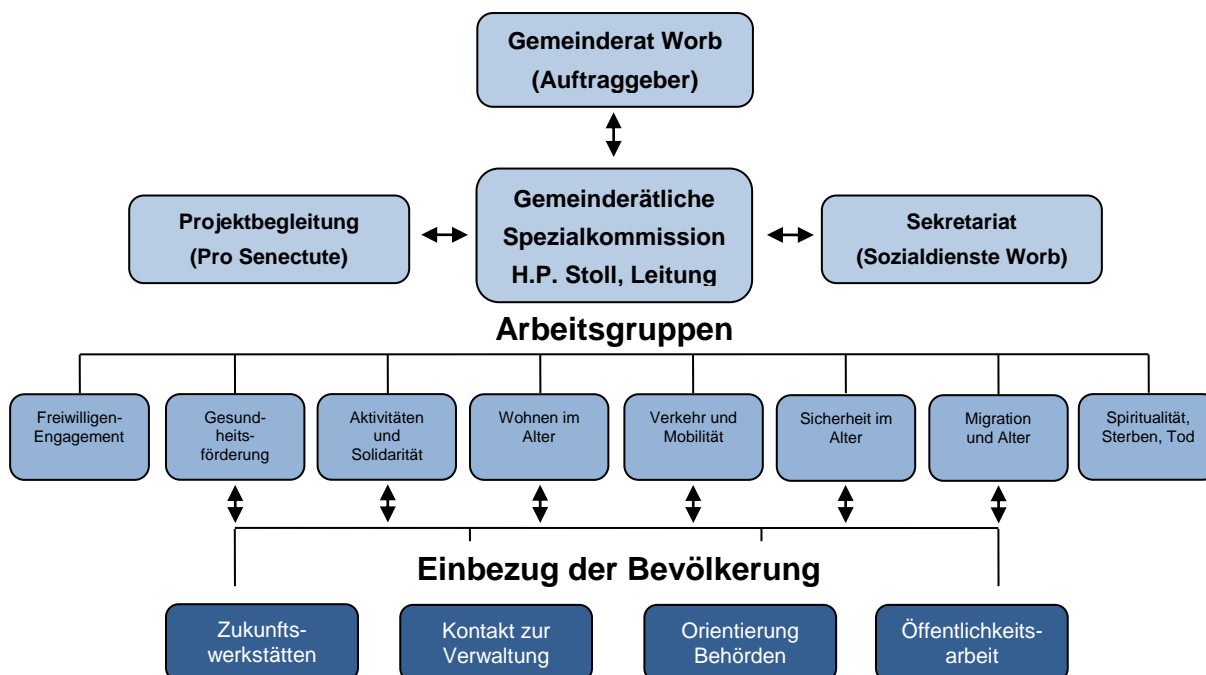 Gemeinderat Worb
(Auftraggeber)
Projektbegleitung
(Pro Senectute)
Gemeinderätliche
Spezialkommission
H.P. Stoll, Leitung
Sekretariat
(Sozialdienste Worb)
Arbeitsgruppen
Freiwilligen-
Engagement
Gesund-
heits-
förderung
Aktivitäten
und
Solidarität
Wohnen im
Alter
Verkehr und
Mobilität
Sicherheit im
Alter
Migration
und Alter
Spiritualität,
Sterben, Tod
Einbezug der Bevölkerung
Zukunfts-
werkstätten
Kontakt zur
Verwaltung
Orientierung
Behörden
Öffentlichkeits-
arbeit